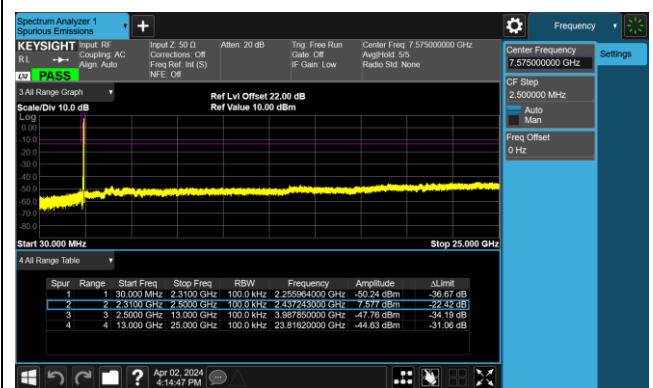 Spectrum Analyzer 1
Spurious Emissions
Frequency
KEYSIGHT Input: RF Input Z: 50 Ω Atten: 20 dB Trig: Free Run Center Freq: 7.575000000 GHz
RL Coupling: AC Corrections: Off Gate: Off Avg|Hold: 5/5
Align: Auto Freq Ref: Int (S) IF Gain: Low Radio Std: None
NFE: Off
LXI PASS
Center Frequency
7.575000000 GHz
Settings
CF Step
2.500000 MHz
Auto
Man
Freq Offset
0 Hz
3 All Range Graph
Ref Lvl Offset 22.00 dB
Scale/Div 10.0 dB Ref Value 10.00 dBm
Log
0.00
-10.0
-20.0
-30.0
-40.0
-50.0
-60.0
-70.0
-80.0
Start 30.000 MHz Stop 25.000 GHz
4 All Range Table
Spur Range Start Freq Stop Freq RBW Frequency Amplitude ΔLimit
1 1 30.000 MHz 2.3100 GHz 100.0 kHz 2.255964000 GHz -50.24 dBm -36.67 dB
2 2 2.3100 GHz 2.5000 GHz 100.0 kHz 2.437243000 GHz 7.577 dBm -22.42 dB
3 3 2.5000 GHz 13.000 GHz 100.0 kHz 3.987850000 GHz -47.76 dBm -34.19 dB
4 4 13.000 GHz 25.000 GHz 100.0 kHz 23.81620000 GHz -44.63 dBm -31.06 dB
Apr 02, 2024
4:14:47 PM